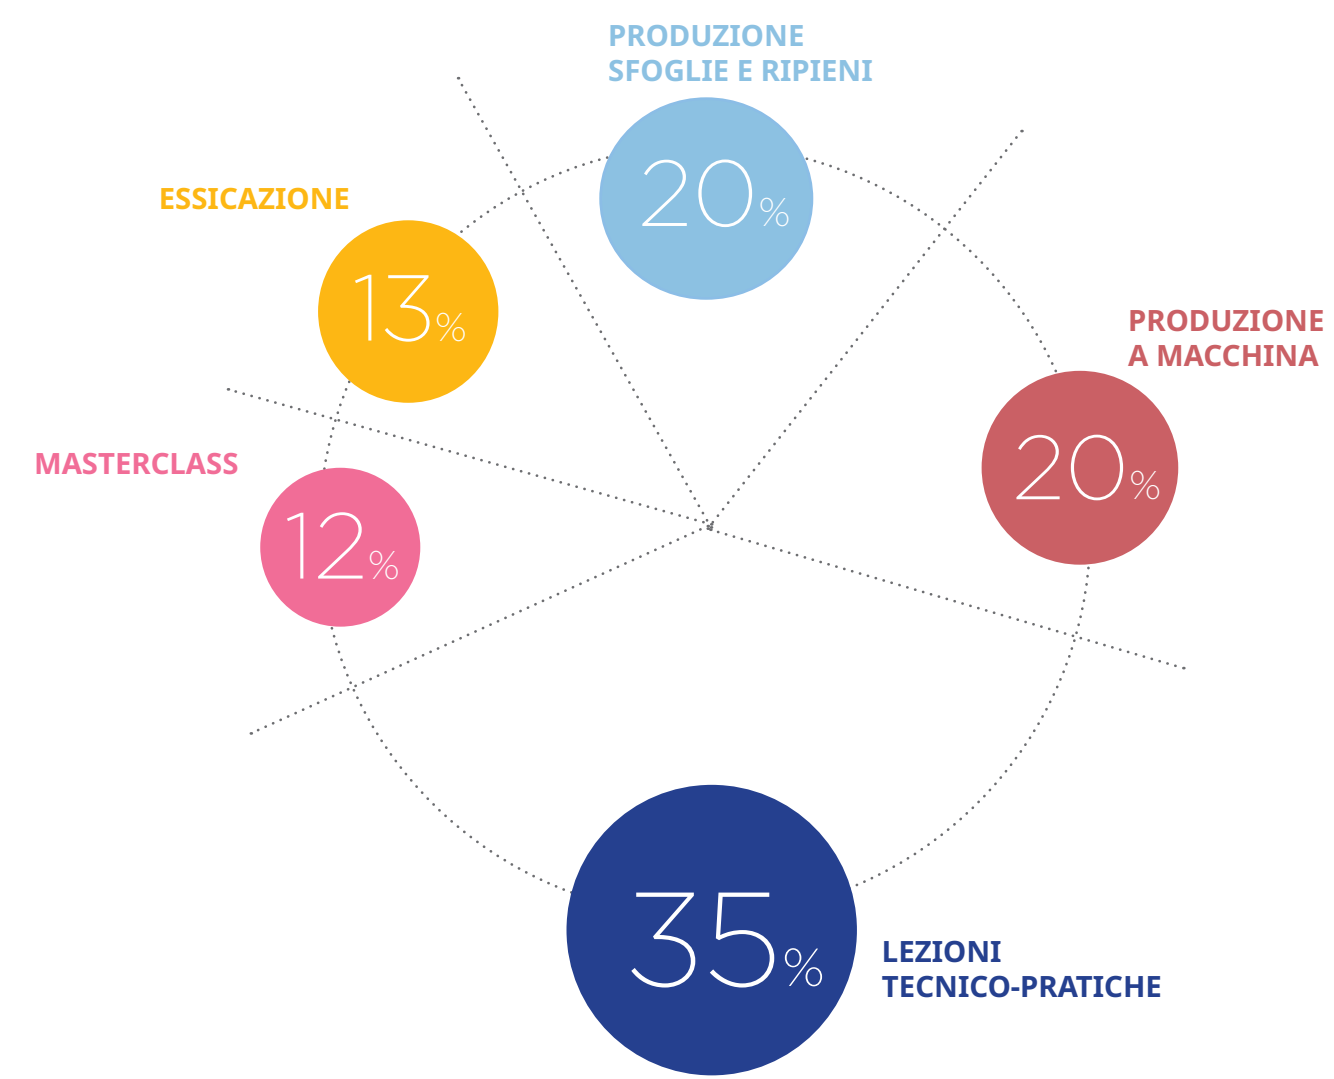 PRODUZIONE
SFOGLIE E RIPIENI
20%
ESSICAZIONE
13%
PRODUZIONE
A MACCHINA
20%
MASTERCLASS
12%
35%
LEZIONI
TECNICO-PRATICHE